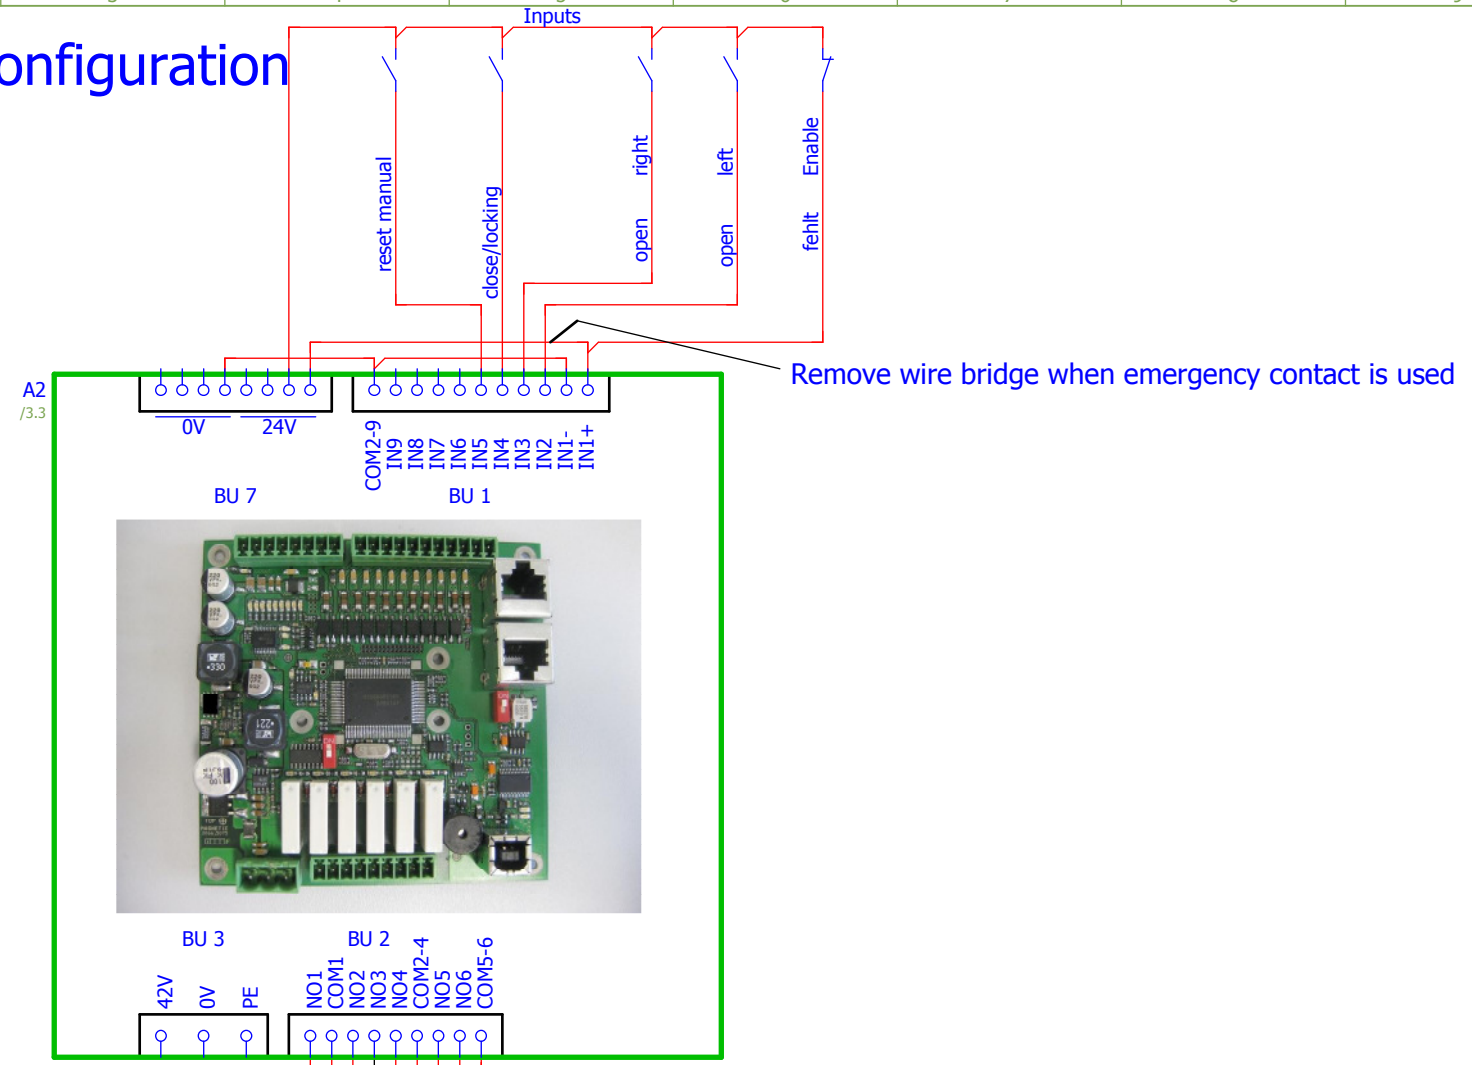 Inputs
onfiguration
reset manual
close/locking
open right
open left
fehlt Enable
Remove wire bridge when emergency contact is used
A2
/3.3
0V
24V
COM2-9
IN9
IN8
IN7
IN6
IN5
IN4
IN3
IN2
IN1-
IN1+
BU 7
BU 1
330
221
BU 3
BU 2
42V
0V
PE
NO1
COM1
NO2
NO3
NO4
COM2-4
NO5
NO6
COM5-6